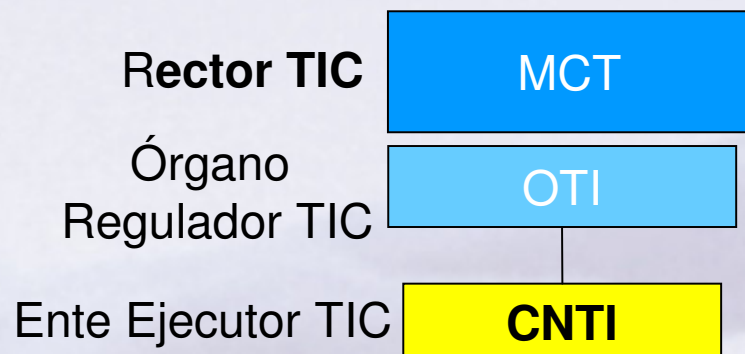 Rector TIC
MCT
Órgano
Regulador TIC
OTI
Ente Ejecutor TIC
CNTI